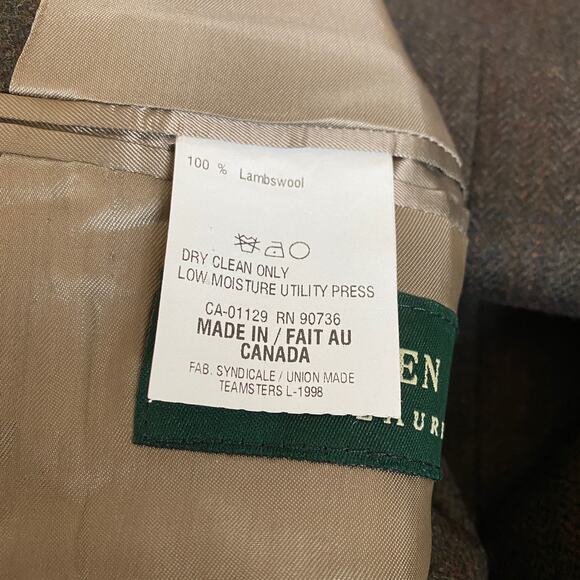 100 % Lambswool
DRY CLEAN ONLY
LOW MOISTURE UTILITY PRESS
CA-01129 RN 90736
MADE IN / FAIT AU
CANADA
FAB. SYNDICALE / UNION MADE
TEAMSTERS L-1998
EN